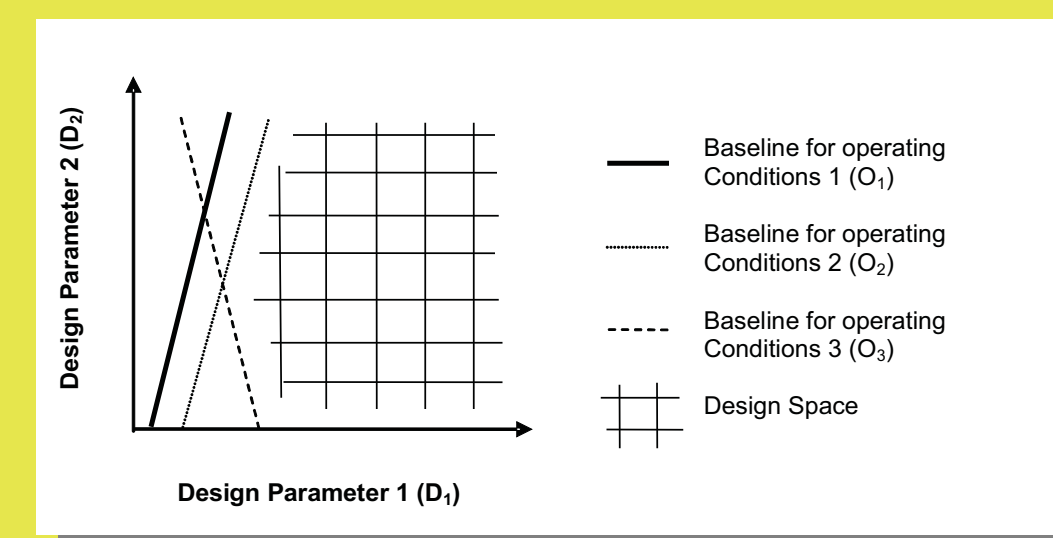 Design Parameter 2 (D₂)
Design Parameter 1 (D₁)
Baseline for operating
Conditions 1 (O₁)
Baseline for operating
Conditions 2 (O₂)
Baseline for operating
Conditions 3 (O₃)
Design Space